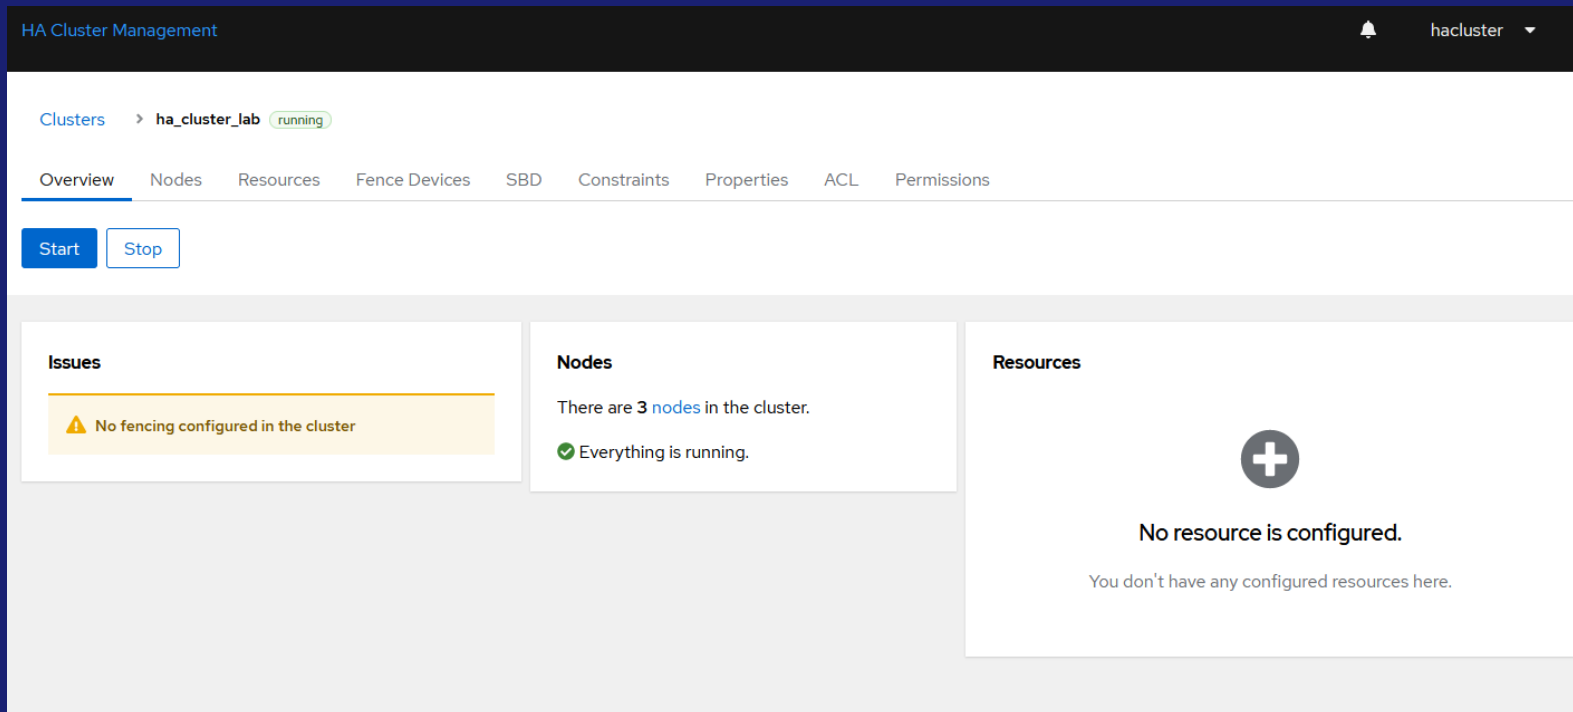 HA Cluster Management
hacluster
Clusters > ha_cluster_lab running
Overview Nodes Resources Fence Devices SBD Constraints Properties ACL Permissions
Start Stop
Issues
No fencing configured in the cluster
Nodes
There are 3 nodes in the cluster.
Everything is running.
Resources
No resource is configured.
You don't have any configured resources here.